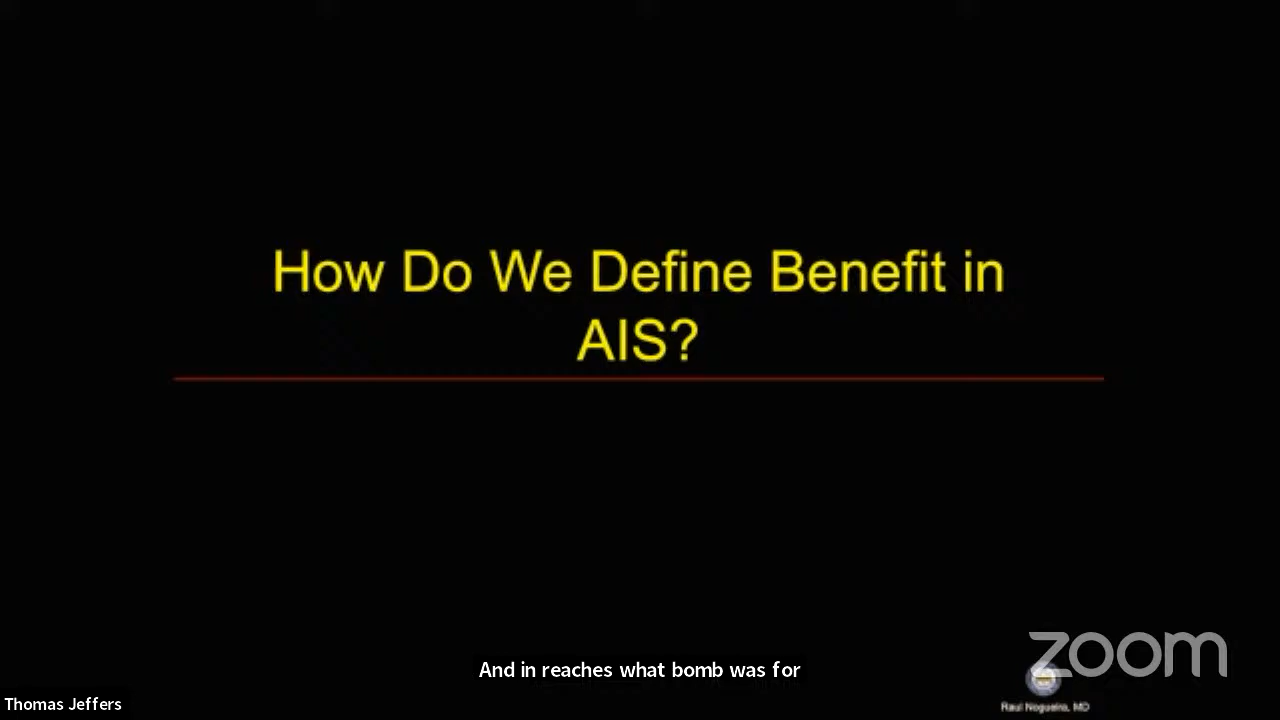 How Do We Define Benefit in
AIS?
And in reaches what bomb was for
zoom
Thomas Jeffers
Raul Nogueira, MD